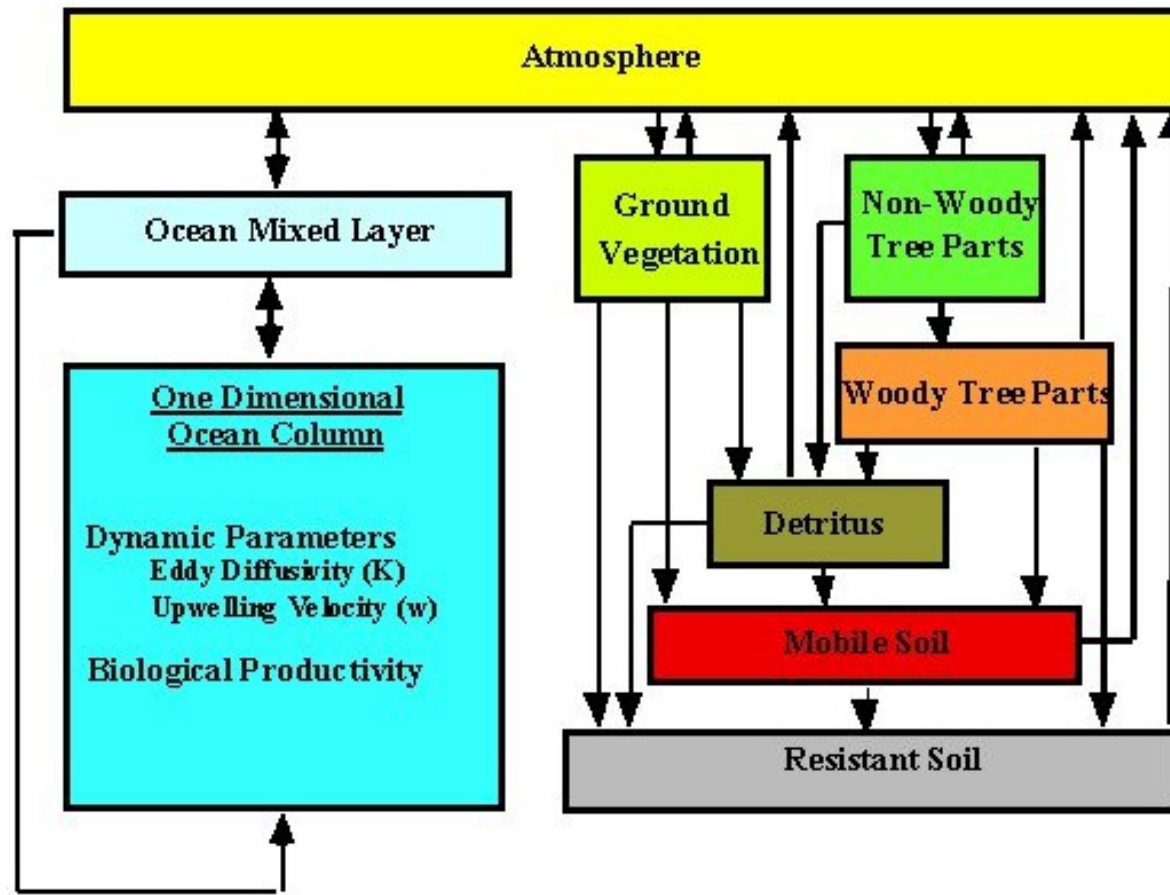 Atmosphere
Ocean Mixed Layer
One Dimensional
Ocean Column
Dynamic Parameters
Eddy Diffusivity (K)
Upwelling Velocity (w)
Biological Productivity
Ground
Vegetation
Non-Woody
Tree Parts
Woody Tree Parts
Detritus
Mobile Soil
Resistant Soil